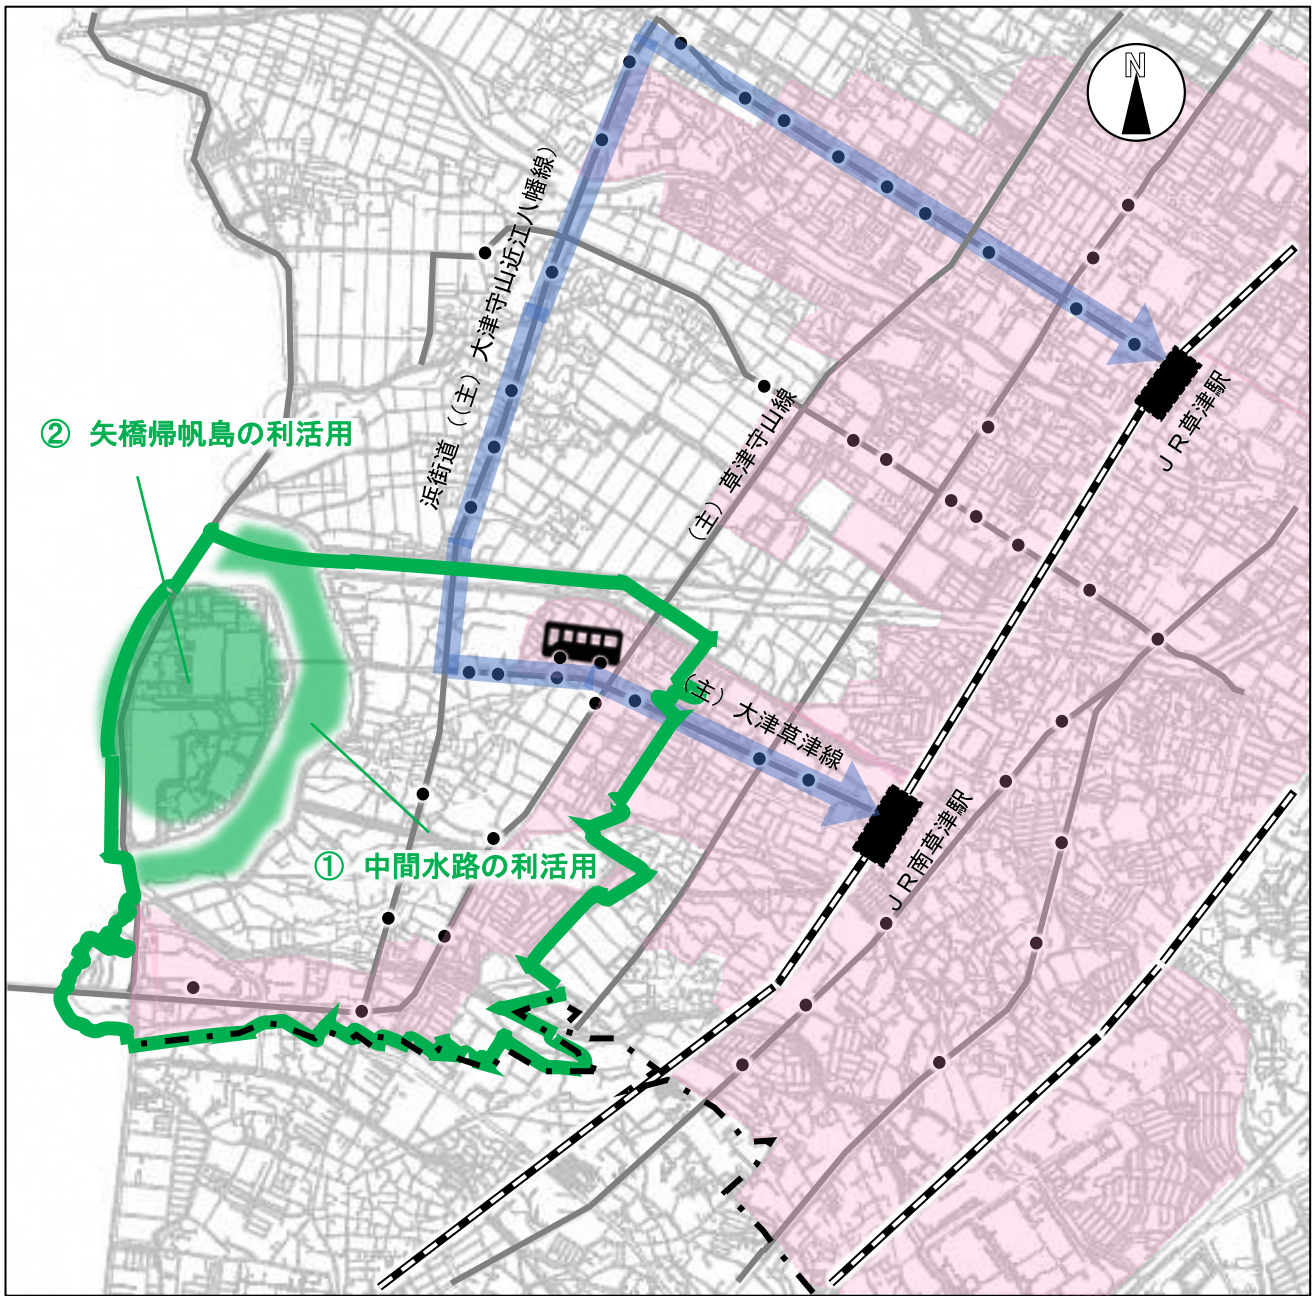 N
浜街道（（主）大津守山近江八幡線）
ＪＲ草津駅
（主）草津守山線
② 矢橋帰帆島の利活用
（主）大津草津線
ＪＲ南草津駅
① 中間水路の利活用